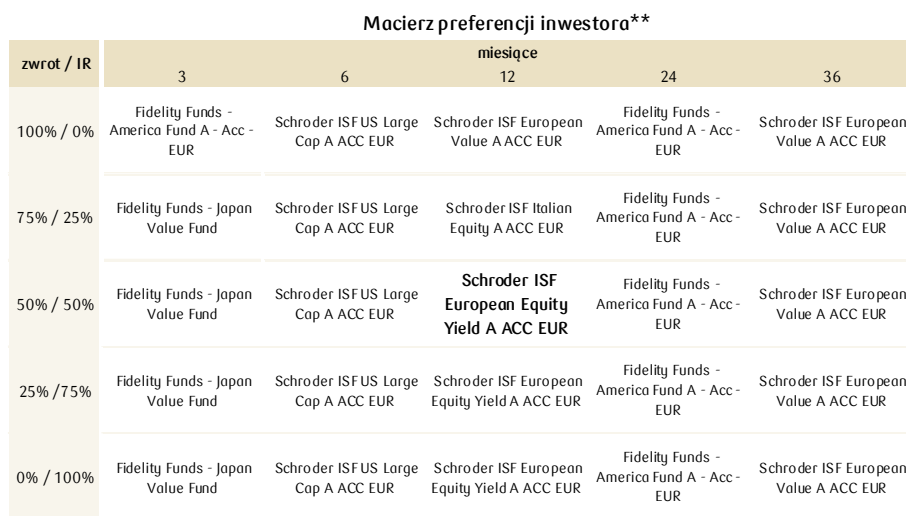 Macierz preferencji inwestora**
zwrot / IR
miesiące
3 6 12 24 36
100% / 0%
Fidelity Funds -
America Fund A - Acc -
EUR
Schroder ISF US Large
Cap A ACC EUR
Schroder ISF European
Value A ACC EUR
Fidelity Funds -
America Fund A - Acc -
EUR
Schroder ISF European
Value A ACC EUR
75% / 25%
Fidelity Funds - Japan
Value Fund
Schroder ISF US Large
Cap A ACC EUR
Schroder ISF Italian
Equity A ACC EUR
Fidelity Funds -
America Fund A - Acc -
EUR
Schroder ISF European
Value A ACC EUR
50% / 50%
Fidelity Funds - Japan
Value Fund
Schroder ISF US Large
Cap A ACC EUR
Schroder ISF
European Equity
Yield A ACC EUR
Fidelity Funds -
America Fund A - Acc -
EUR
Schroder ISF European
Value A ACC EUR
25% /75%
Fidelity Funds - Japan
Value Fund
Schroder ISF US Large
Cap A ACC EUR
Schroder ISF European
Equity Yield A ACC EUR
Fidelity Funds -
America Fund A - Acc -
EUR
Schroder ISF European
Value A ACC EUR
0% / 100%
Fidelity Funds - Japan
Value Fund
Schroder ISF US Large
Cap A ACC EUR
Schroder ISF European
Equity Yield A ACC EUR
Fidelity Funds -
America Fund A - Acc -
EUR
Schroder ISF European
Value A ACC EUR